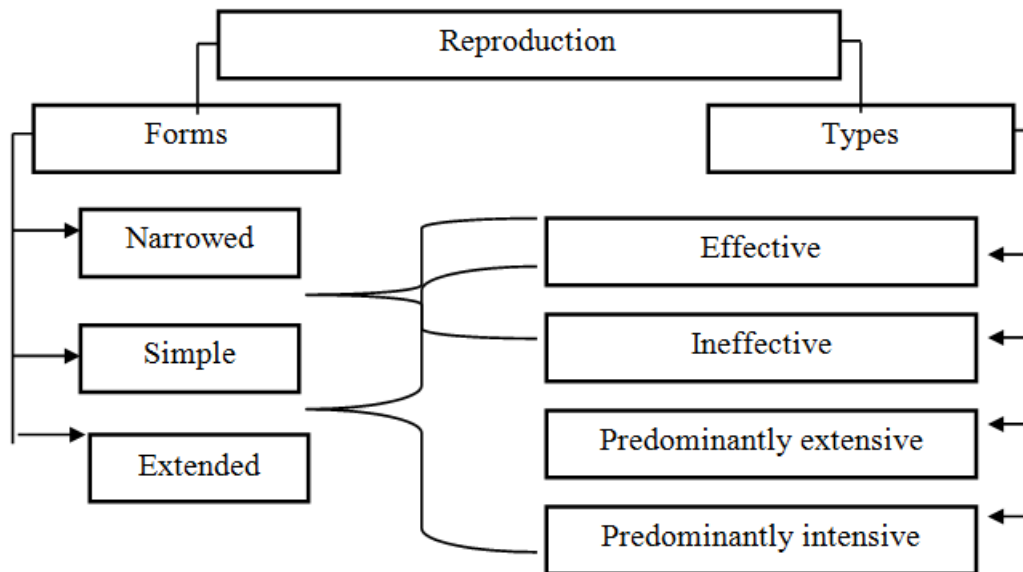 Reproduction
Forms
Types
Narrowed
Simple
Extended
Effective
Ineffective
Predominantly extensive
Predominantly intensive